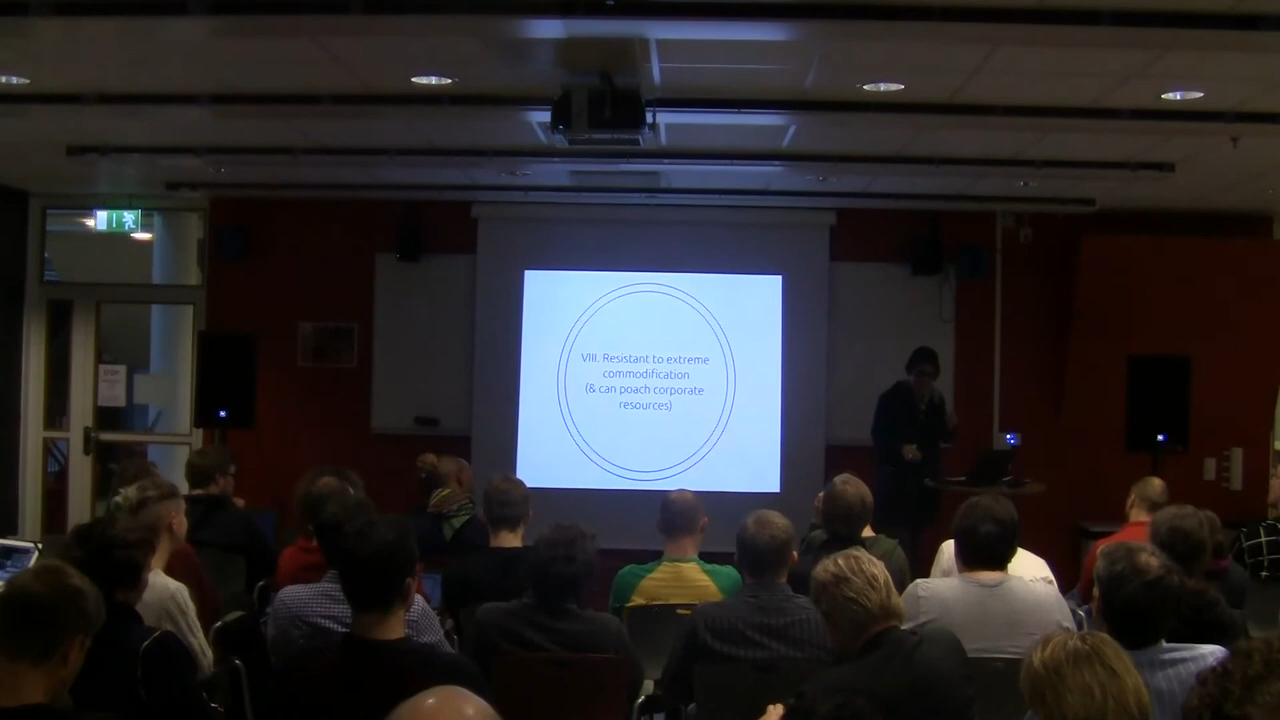 VIII. Resistant to extreme
commodification
(& can poach corporate
resources)